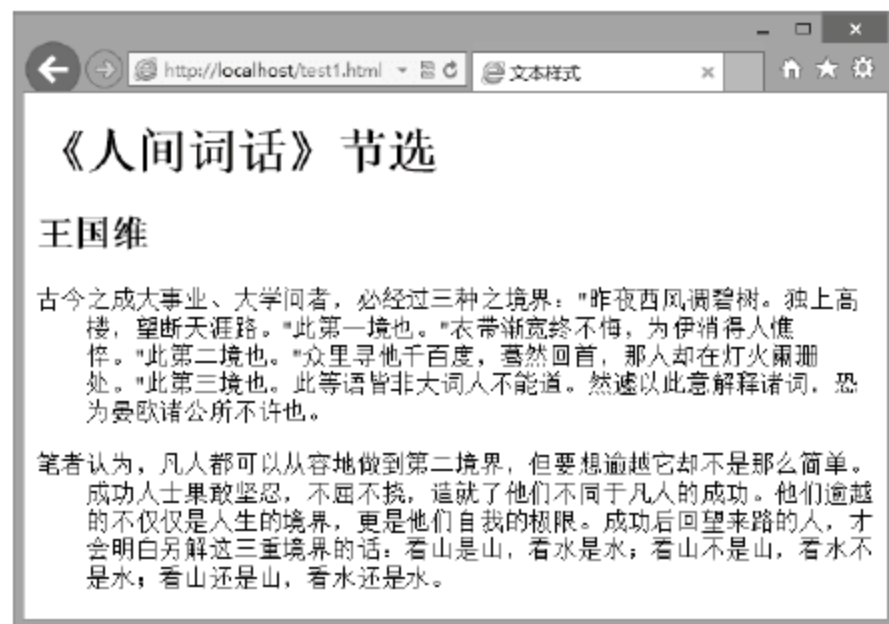 http://localhost/test1.html
文本样式
《人间词话》节选
王国维
古今之成大事业、大学问者，必经过三种之境界："昨夜西风凋碧树。独上高
楼，望断天涯路。"此第一境也。"衣带渐宽终不悔，为伊消得人憔
悴。"此第二境也。"众里寻他千百度，蓦然回首，那人却在灯火阑珊
处。"此第三境也。此等语皆非大词人不能道。然遽以此意解释诸词，恐
为晏欧诸公所不许也。
笔者认为，凡人都可以从容地做到第二境界，但要想逾越它却不是那么简单。
成功人士果敢坚忍，不屈不挠，造就了他们不同于凡人的成功。他们逾越
的不仅仅是人生的境界，更是他们自我的极限。成功后回望来路的人，才
会明白另解这三重境界的话：看山是山，看水是水；看山不是山，看水不
是水；看山还是山，看水还是水。